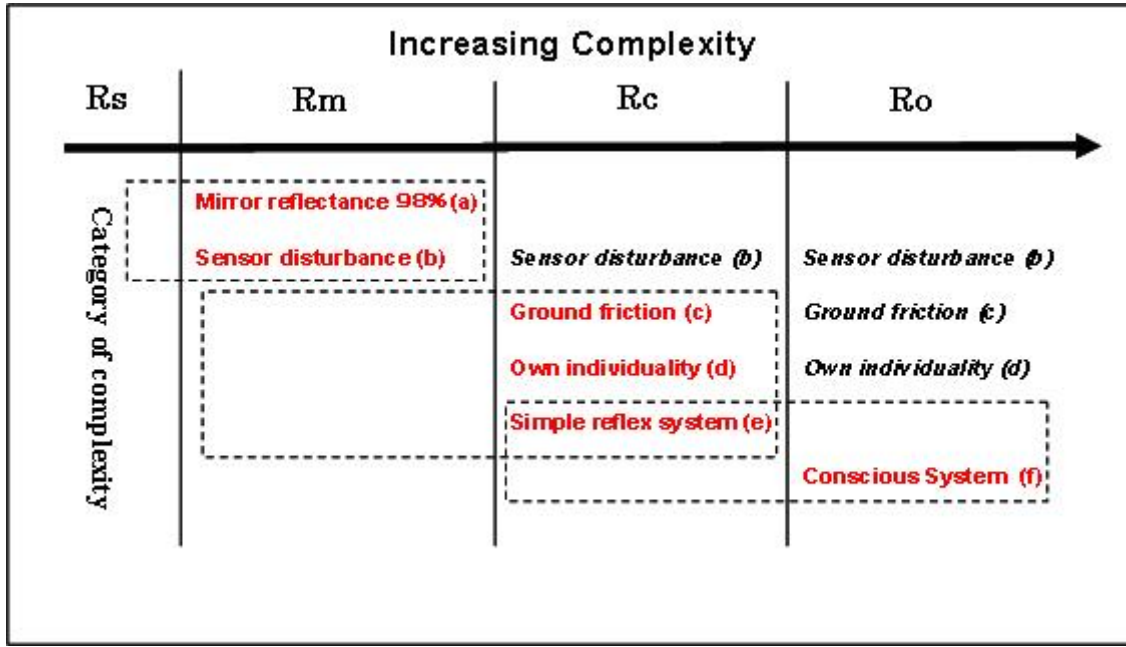 Increasing Complexity
Rs Rm Rc Ro
Category of complexity
Mirror reflectance 98% (a)
Sensor disturbance (b) Sensor disturbance (b) Sensor disturbance (b)
Ground friction (c) Ground friction (c)
Own individuality (d) Own individuality (d)
Simple reflex system (e)
Conscious System (f)